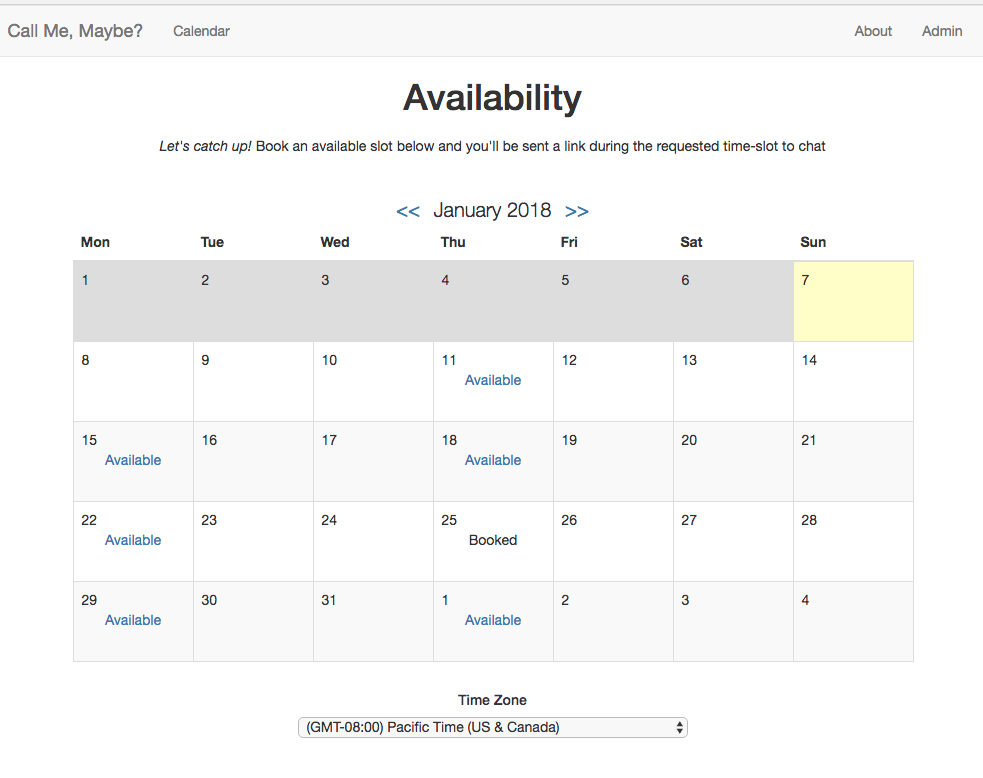 Call Me, Maybe? Calendar About Admin
Availability
Let's catch up! Book an available slot below and you'll be sent a link during the requested time-slot to chat
<< January 2018 >>
Mon Tue Wed Thu Fri Sat Sun
1 2 3 4 5 6 7
8 9 10 11 12 13 14
Available
15 16 17 18 19 20 21
Available Available
22 23 24 25 26 27 28
Available Booked
29 30 31 1 2 3 4
Available Available
Time Zone
(GMT-08:00) Pacific Time (US & Canada)